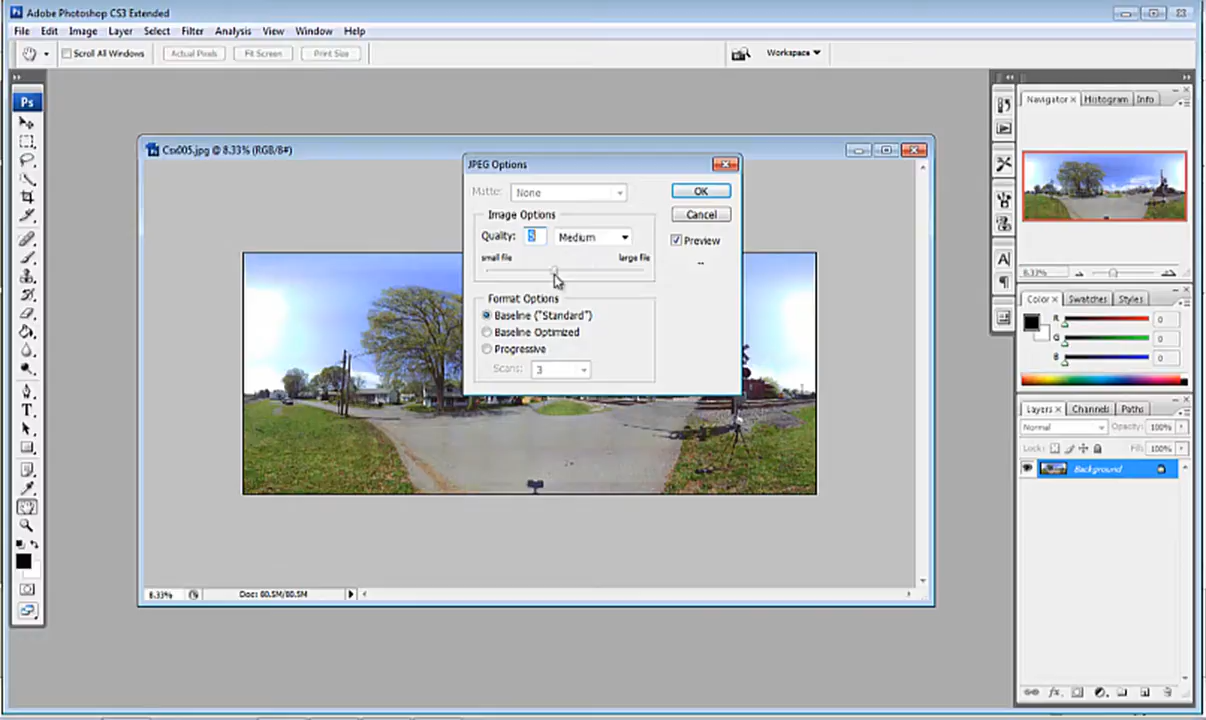 Adobe Photoshop CS3 Extended
File Edit Image Layer Select Filter Analysis View Window Help
Scroll All Windows Actual Pixels Fit Screen Print Size Workspace
Ps
Navigator x Histogram Info
8.33%
Color x Swatches Styles
R 0
G 0
B 0
Layers x Channels Paths
Normal Opacity: 100%
Lock: Fill: 100%
Background
Csx005.jpg @ 8.33% (RGB/8#)
JPEG Options
Matte: None
OK
Image Options
Cancel
Quality: 5 Medium
Preview
small file large file
--
Format Options
Baseline ("Standard")
Baseline Optimized
Progressive
Scans: 3
8.33% Doc: 80.5M/80.5M